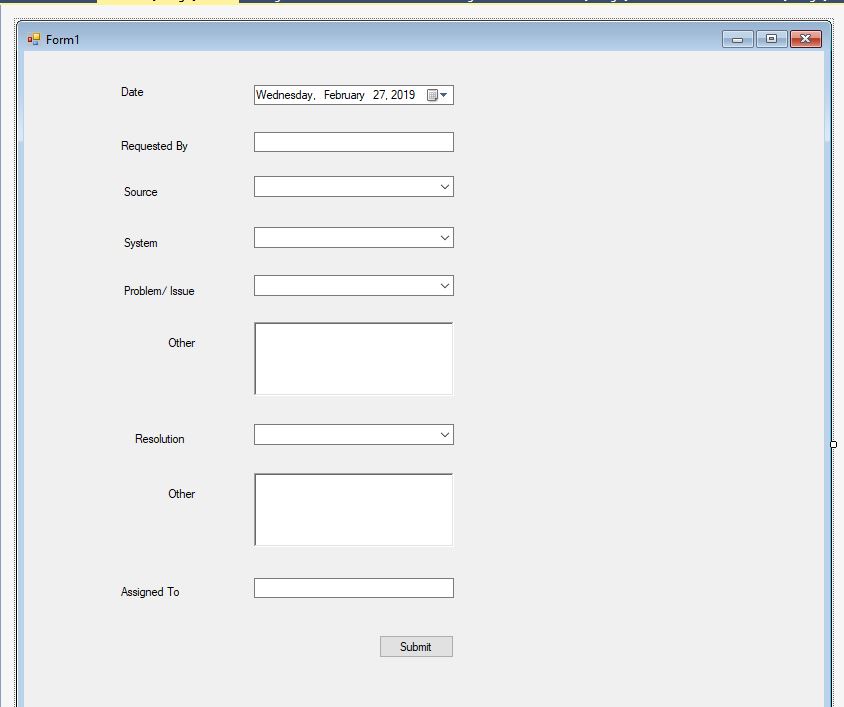 Form1
Date
Wednesday, February 27, 2019
Requested By
Source
System
Problem/ Issue
Other
Resolution
Other
Assigned To
Submit